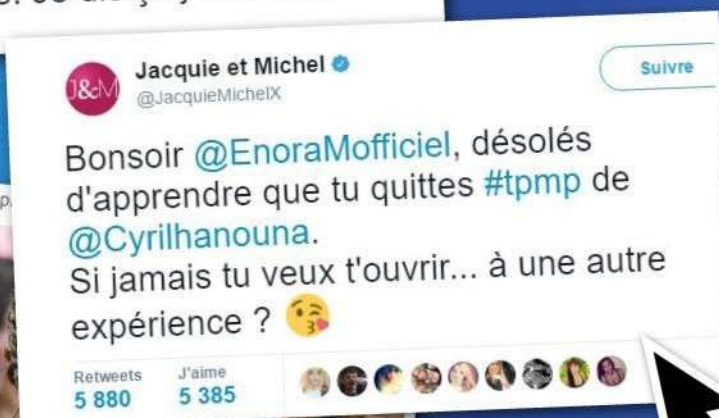 J&M
Jacquie et Michel
@JacquieMichelX
Suivre
Bonsoir @EnoraMofficiel, désolés
d'apprendre que tu quittes #tpmp de
@Cyrilhanouna.
Si jamais tu veux t'ouvrir... à une autre
expérience ? 😘
Retweets
J'aime
5 880
5 385